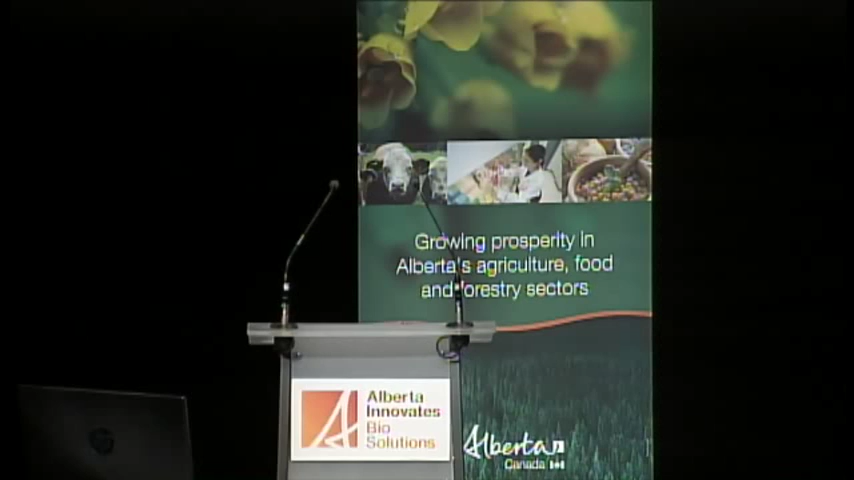 Growing prosperity in
Alberta's agriculture, food
and forestry sectors
Alberta
Innovates
Bio
Solutions
Alberta
Canada